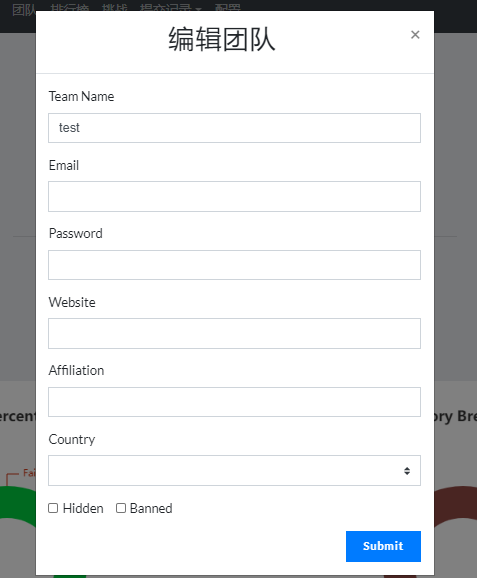 团队 排行榜 挑战 提交记录 配置
编辑团队
×
Team Name
test
Email
Password
Website
Affiliation
Country
Hidden Banned
Submit
ercent
ory Bre
Fai